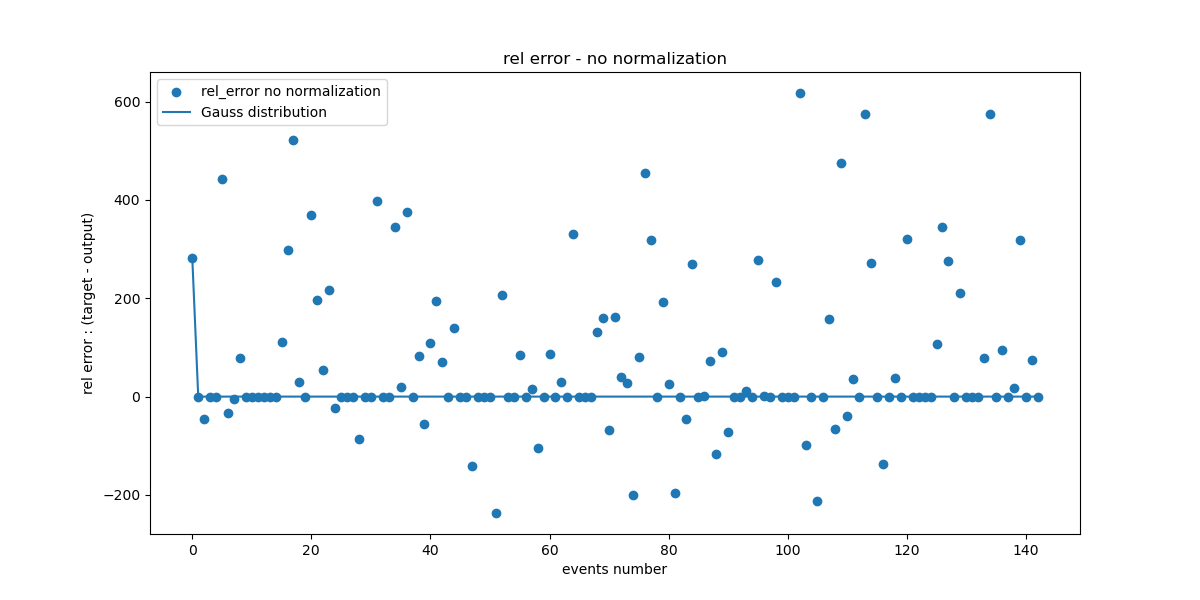 rel error - no normalization
rel_error no normalization
Gauss distribution
600
400
200
0
−200
rel error : (target - output)
0 20 40 60 80 100 120 140
events number